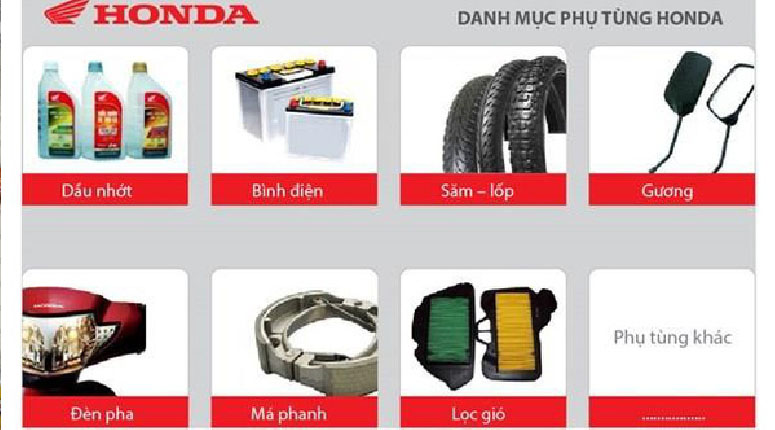 HONDA
DANH MỤC PHỤ TÙNG HONDA
Dầu nhớt
Bình điện
Săm – lốp
Gương
HONDA
Phụ tùng khác
Đèn pha
Má phanh
Lọc gió
....................